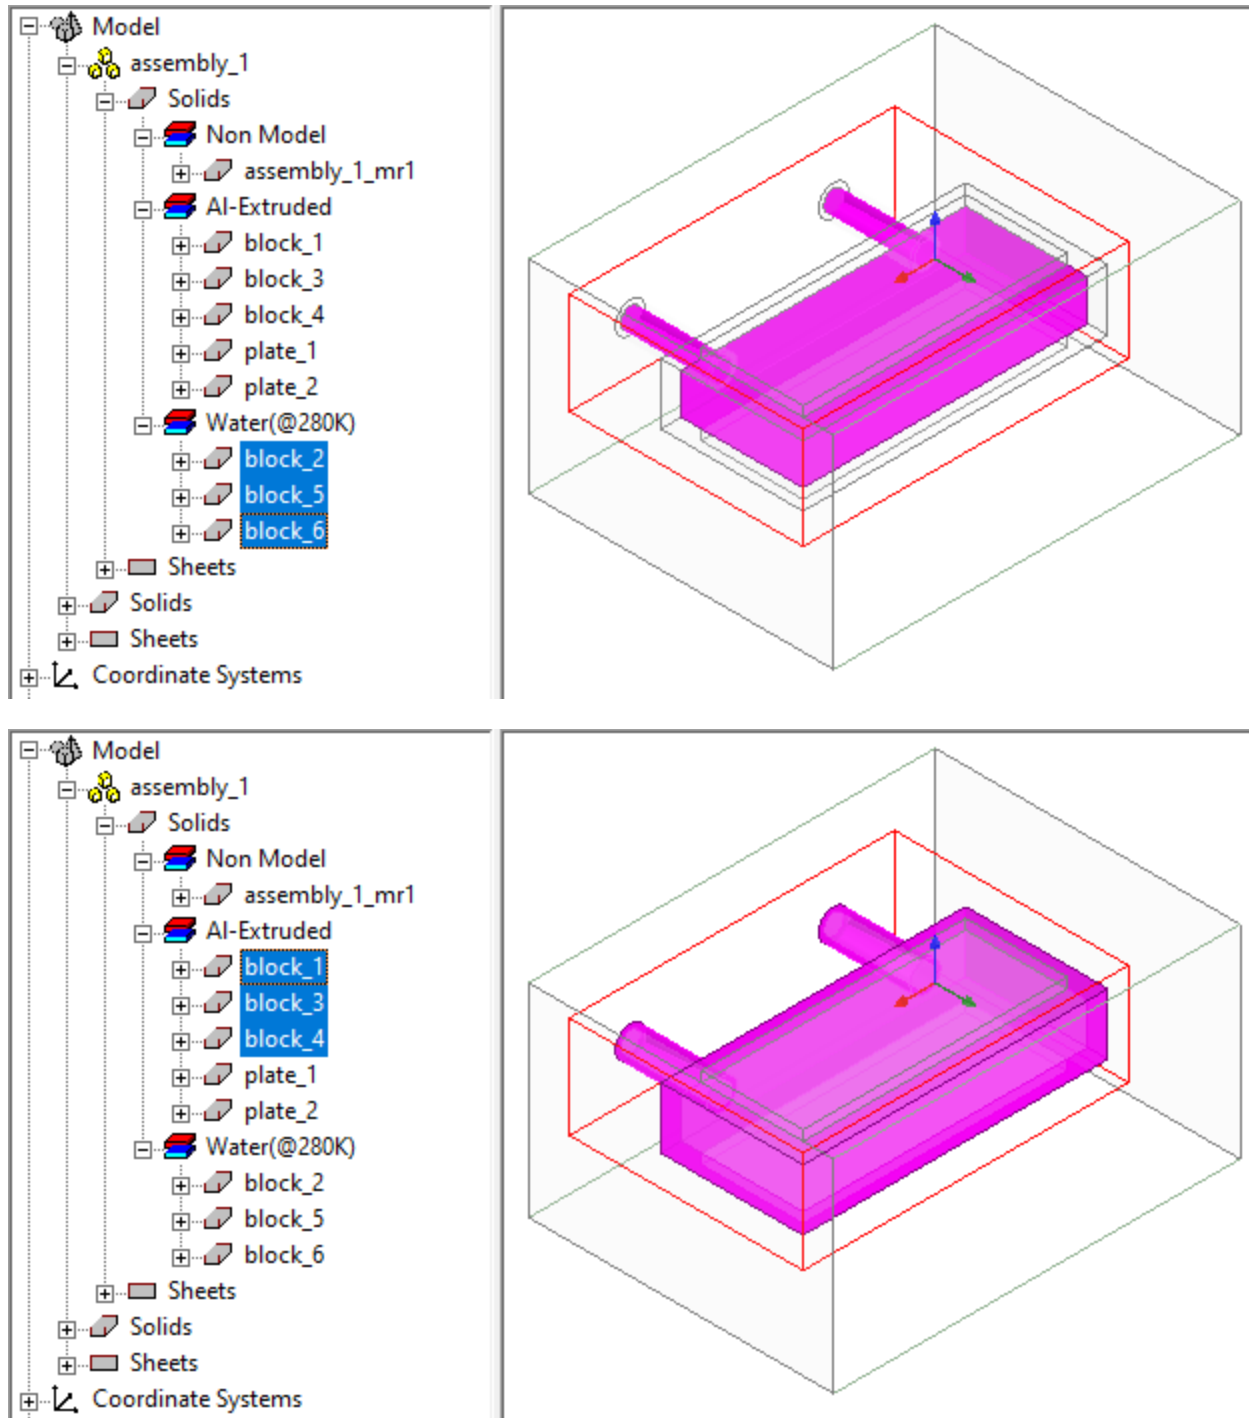 Model
assembly_1
Solids
Non Model
assembly_1_mr1
Al-Extruded
block_1
block_3
block_4
plate_1
plate_2
Water(@280K)
block_2
block_5
block_6
Sheets
Solids
Sheets
Coordinate Systems
Model
assembly_1
Solids
Non Model
assembly_1_mr1
Al-Extruded
block_1
block_3
block_4
plate_1
plate_2
Water(@280K)
block_2
block_5
block_6
Sheets
Solids
Sheets
Coordinate Systems